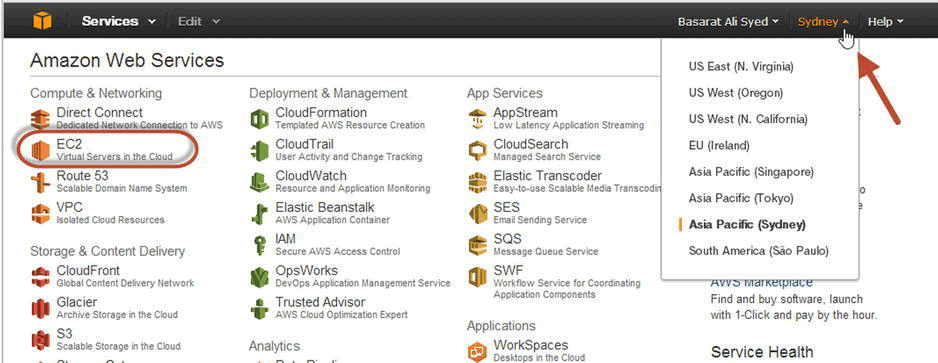 Services
Edit
Basarat Ali Syed
Sydney
Help
Amazon Web Services
Compute & Networking
Direct Connect
Dedicated Network Connection to AWS
EC2
Virtual Servers in the Cloud
Route 53
Scalable Domain Name System
VPC
Isolated Cloud Resources
Storage & Content Delivery
CloudFront
Global Content Delivery Network
Glacier
Archive Storage in the Cloud
S3
Scalable Storage in the Cloud
Deployment & Management
CloudFormation
Templated AWS Resource Creation
CloudTrail
User Activity and Change Tracking
CloudWatch
Resource and Application Monitoring
Elastic Beanstalk
AWS Application Container
IAM
Secure AWS Access Control
OpsWorks
DevOps Application Management Service
Trusted Advisor
AWS Cloud Optimization Expert
Analytics
App Services
AppStream
Low Latency Application Streaming
CloudSearch
Managed Search Service
Elastic Transcoder
Easy-to-use Scalable Media Transcoding
SES
Email Sending Service
SQS
Message Queue Service
SWF
Workflow Service for Coordinating
Application Components
Applications
WorkSpaces
Desktops in the Cloud
US East (N. Virginia)
US West (Oregon)
US West (N. California)
EU (Ireland)
Asia Pacific (Singapore)
Asia Pacific (Tokyo)
Asia Pacific (Sydney)
South America (São Paulo)
AWS Marketplace
Find and buy software, launch
with 1-Click and pay by the hour.
Service Health